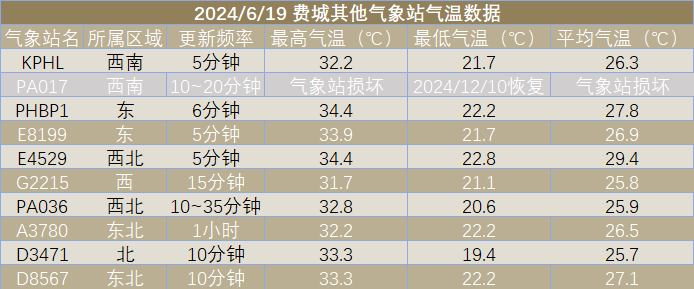 2024/6/19 费城其他气象站气温数据
气象站名 所属区域 更新频率 最高气温（℃） 最低气温（℃） 平均气温（℃）
KPHL 西南 5分钟 32.2 21.7 26.3
PA017 西南 10~20分钟 气象站损坏 2024/12/10恢复 气象站损坏
PHBP1 东 6分钟 34.4 22.2 27.8
E8199 东 5分钟 33.9 21.7 26.9
E4529 西北 5分钟 34.4 22.8 29.4
G2215 西 15分钟 31.7 21.1 25.8
PA036 西北 10~35分钟 32.8 20.6 25.9
A3780 东北 1小时 32.2 22.2 26.5
D3471 北 10分钟 33.3 19.4 25.7
D8567 东北 10分钟 33.3 22.2 27.1